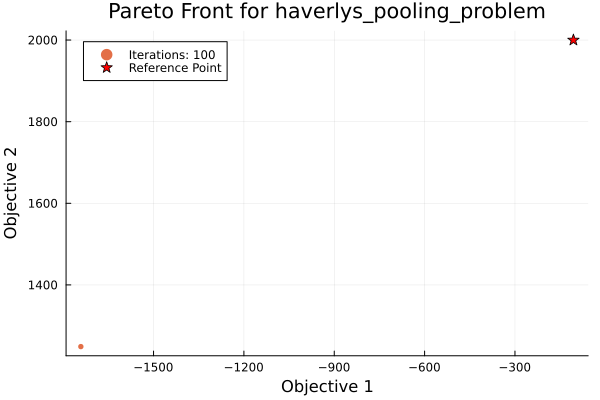 Pareto Front for haverlys_pooling_problem
Iterations: 100
Reference Point
2000
1800
1600
1400
Objective 2
−1500
−1200
−900
−600
−300
Objective 1